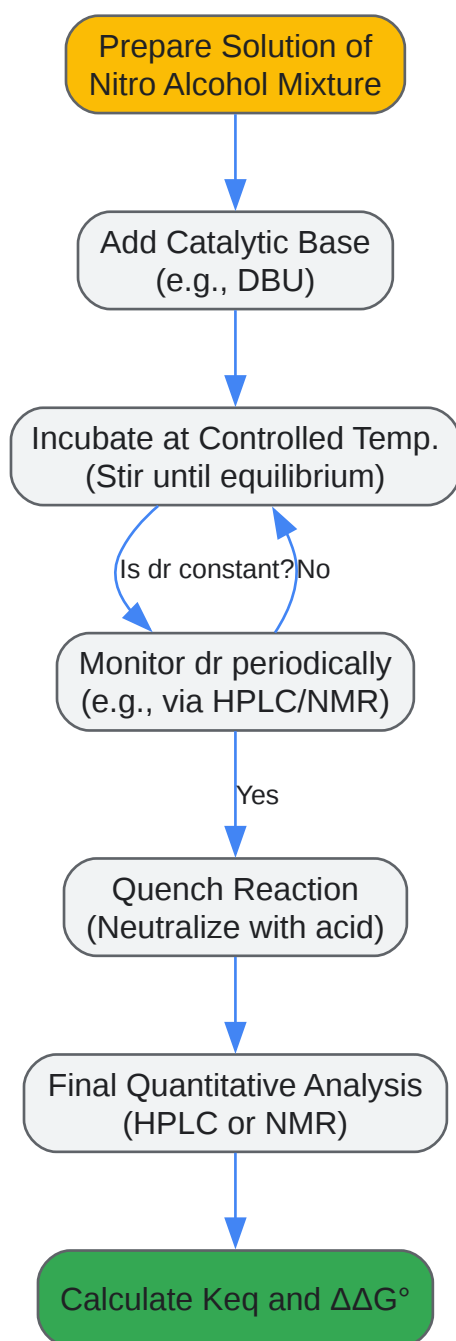 Prepare Solution of
Nitro Alcohol Mixture
Add Catalytic Base
(e.g., DBU)
Incubate at Controlled Temp.
(Stir until equilibrium)
Is dr constant?
No
Monitor dr periodically
(e.g., via HPLC/NMR)
Yes
Quench Reaction
(Neutralize with acid)
Final Quantitative Analysis
(HPLC or NMR)
Calculate Keq and ΔΔG°